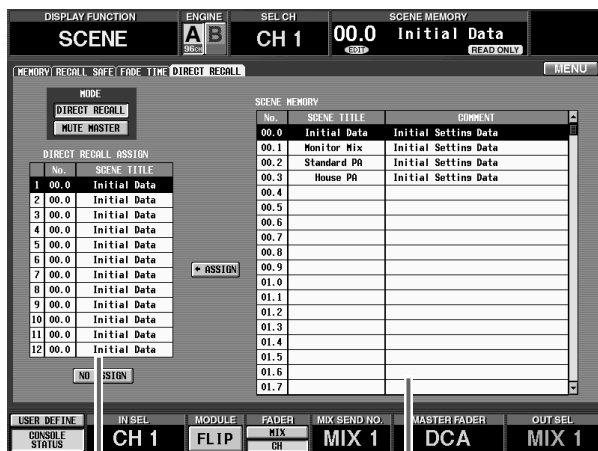 DISPLAY FUNCTION ENGINE SEL CH SCENE MEMORY
SCENE A B 96CH CH 1 00.0 EDIT Initial Data READ ONLY
MEMORY RECALL SAFE FADE TIME DIRECT RECALL MENU
MODE
DIRECT RECALL
MUTE MASTER
DIRECT RECALL ASSIGN
No. SCENE TITLE
1 00.0 Initial Data
2 00.0 Initial Data
3 00.0 Initial Data
4 00.0 Initial Data
5 00.0 Initial Data
6 00.0 Initial Data
7 00.0 Initial Data
8 00.0 Initial Data
9 00.0 Initial Data
10 00.0 Initial Data
11 00.0 Initial Data
12 00.0 Initial Data
NO ASSIGN
ASSIGN
SCENE MEMORY
No. SCENE TITLE COMMENT
00.0 Initial Data Initial Setting Data
00.1 Monitor Mix Initial Setting Data
00.2 Standard PA Initial Setting Data
00.3 House PA Initial Setting Data
00.4
00.5
00.6
00.7
00.8
00.9
01.0
01.1
01.2
01.3
01.4
01.5
01.6
01.7
USER DEFINE IN SEL MODULE FADER MIX SEND NO. MASTER FADER OUT SEL
CONSOLE STATUS CH 1 FLIP MIX CH MIX 1 DCA MIX 1